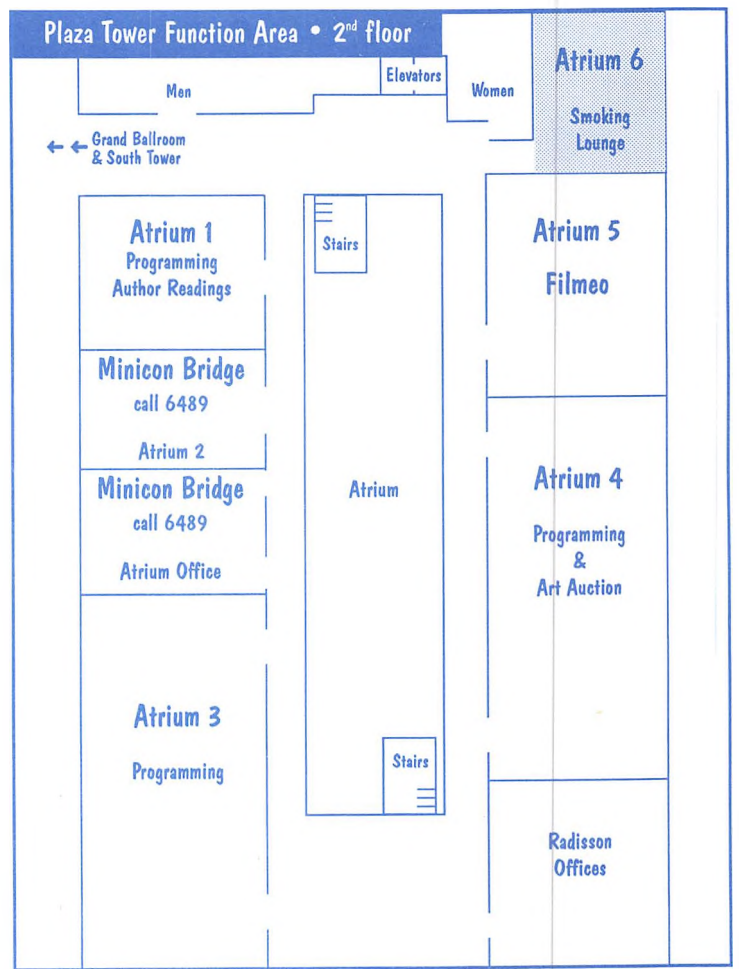 Plaza Tower Function Area • 2nd floor
Men
Elevators
Women
Atrium 6
Smoking
Lounge
← ← Grand Ballroom
& South Tower
Atrium 1
Programming
Author Readings
Stairs
Atrium 5
Filmeo
Minicon Bridge
call 6489
Atrium 2
Minicon Bridge
call 6489
Atrium Office
Atrium
Atrium 4
Programming
&
Art Auction
Atrium 3
Programming
Stairs
Radisson
Offices